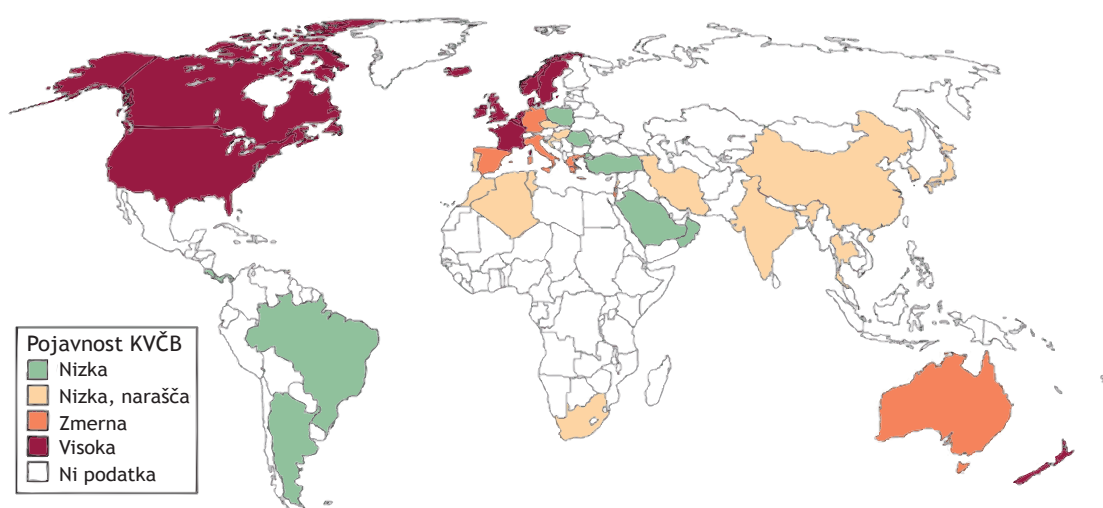 Pojavnost KVČB
Nizka
Nizka, narašča
Zmerna
Visoka
Ni podatka